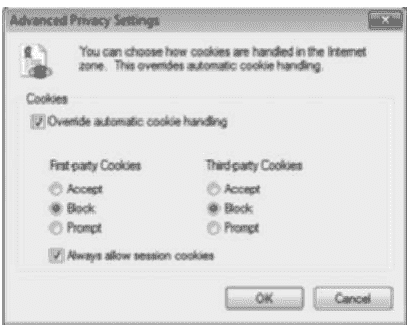 Advanced Privacy Settings
You can choose how cookies are handled in the Internet
zone. This overrides automatic cookie handling.
Cookies
Override automatic cookie handling
First-party Cookies Third-party Cookies
Accept Accept
Block Block
Prompt Prompt
Always allow session cookies
OK Cancel